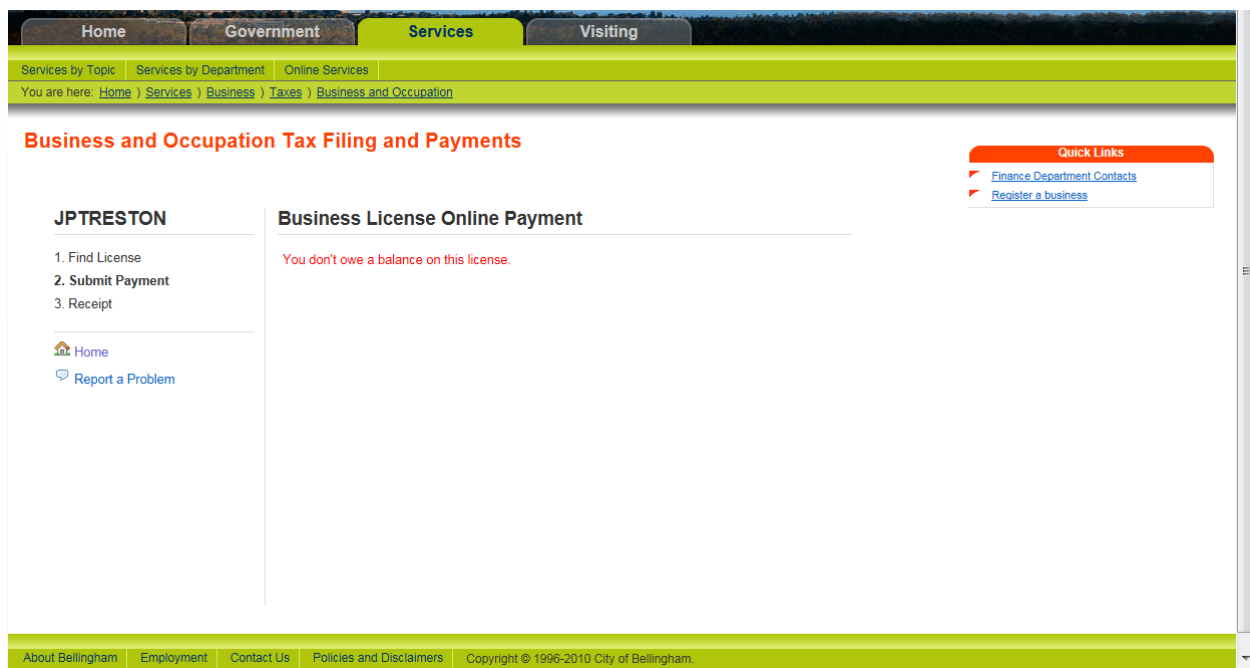 Home Government Services Visiting
Services by Topic Services by Department Online Services
You are here: Home ) Services ) Business ) Taxes ) Business and Occupation
Business and Occupation Tax Filing and Payments
Quick Links
Finance Department Contacts
Register a business
JPTRESTON
1. Find License
2. Submit Payment
3. Receipt
Home
Report a Problem
Business License Online Payment
You don't owe a balance on this license.
About Bellingham Employment Contact Us Policies and Disclaimers Copyright © 1996-2010 City of Bellingham.